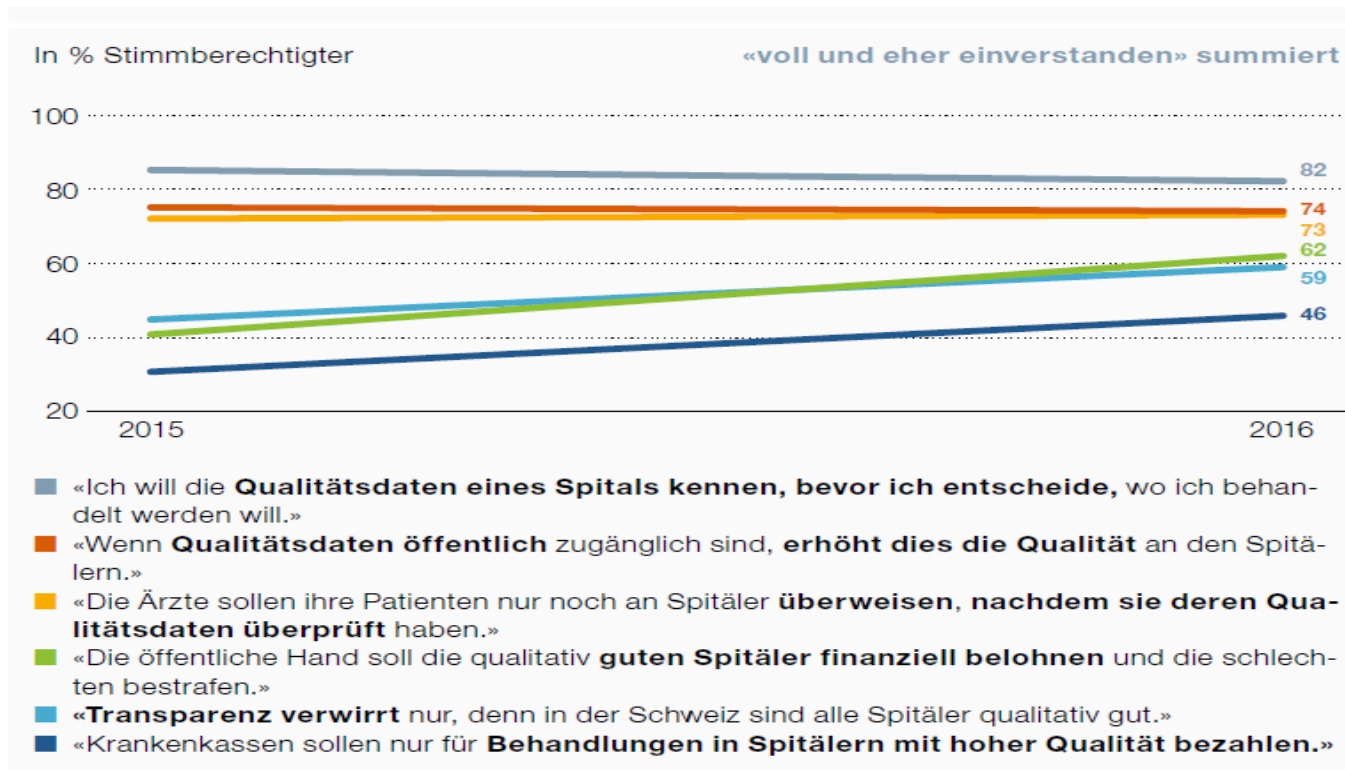 In % Stimmberechtigter «voll und eher einverstanden» summiert
100
82
80
74
73
62
60
59
46
40
20
2015 2016
«Ich will die Qualitätsdaten eines Spitals kennen, bevor ich entscheide, wo ich behan-
delt werden will.»
«Wenn Qualitätsdaten öffentlich zugänglich sind, erhöht dies die Qualität an den Spitä-
lern.»
«Die Ärzte sollen ihre Patienten nur noch an Spitäler überweisen, nachdem sie deren Qua-
litätsdaten überprüft haben.»
«Die öffentliche Hand soll die qualitativ guten Spitäler finanziell belohnen und die schlech-
ten bestrafen.»
«Transparenz verwirrt nur, denn in der Schweiz sind alle Spitäler qualitativ gut.»
«Krankenkassen sollen nur für Behandlungen in Spitälern mit hoher Qualität bezahlen.»